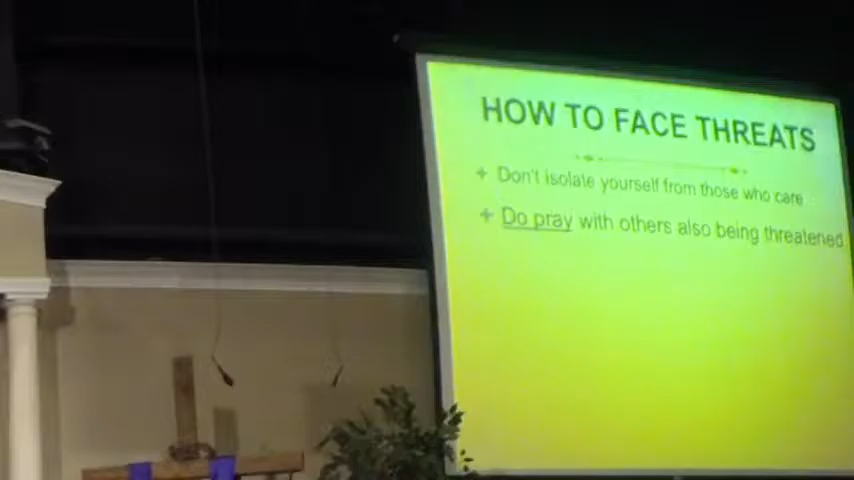 HOW TO FACE THREATS
+ Don't isolate yourself from those who care
+ Do pray with others also being threatened